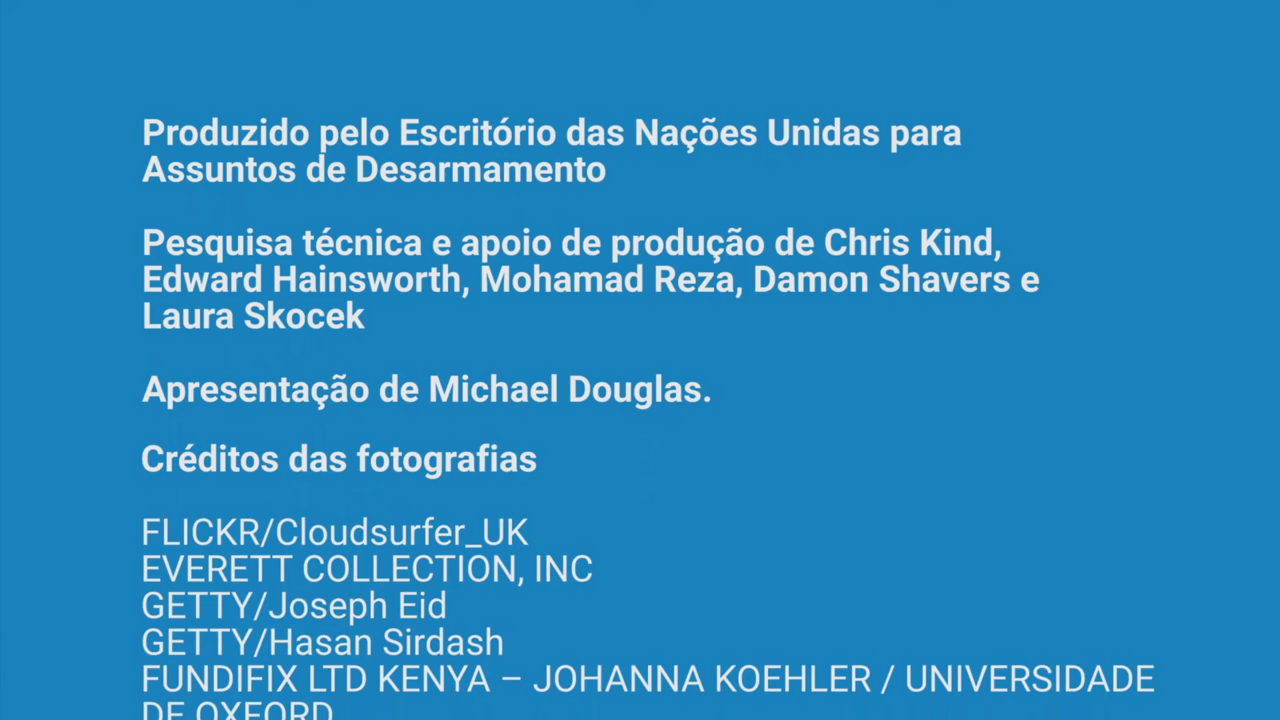 Produzido pelo Escritório das Nações Unidas para
Assuntos de Desarmamento
Pesquisa técnica e apoio de produção de Chris Kind,
Edward Hainsworth, Mohamad Reza, Damon Shavers e
Laura Skocek
Apresentação de Michael Douglas.
Créditos das fotografias
FLICKR/Cloudsurfer_UK
EVERETT COLLECTION, INC
GETTY/Joseph Eid
GETTY/Hasan Sirdash
FUNDIFIX LTD KENYA – JOHANNA KOEHLER / UNIVERSIDADE
DE OXFORD